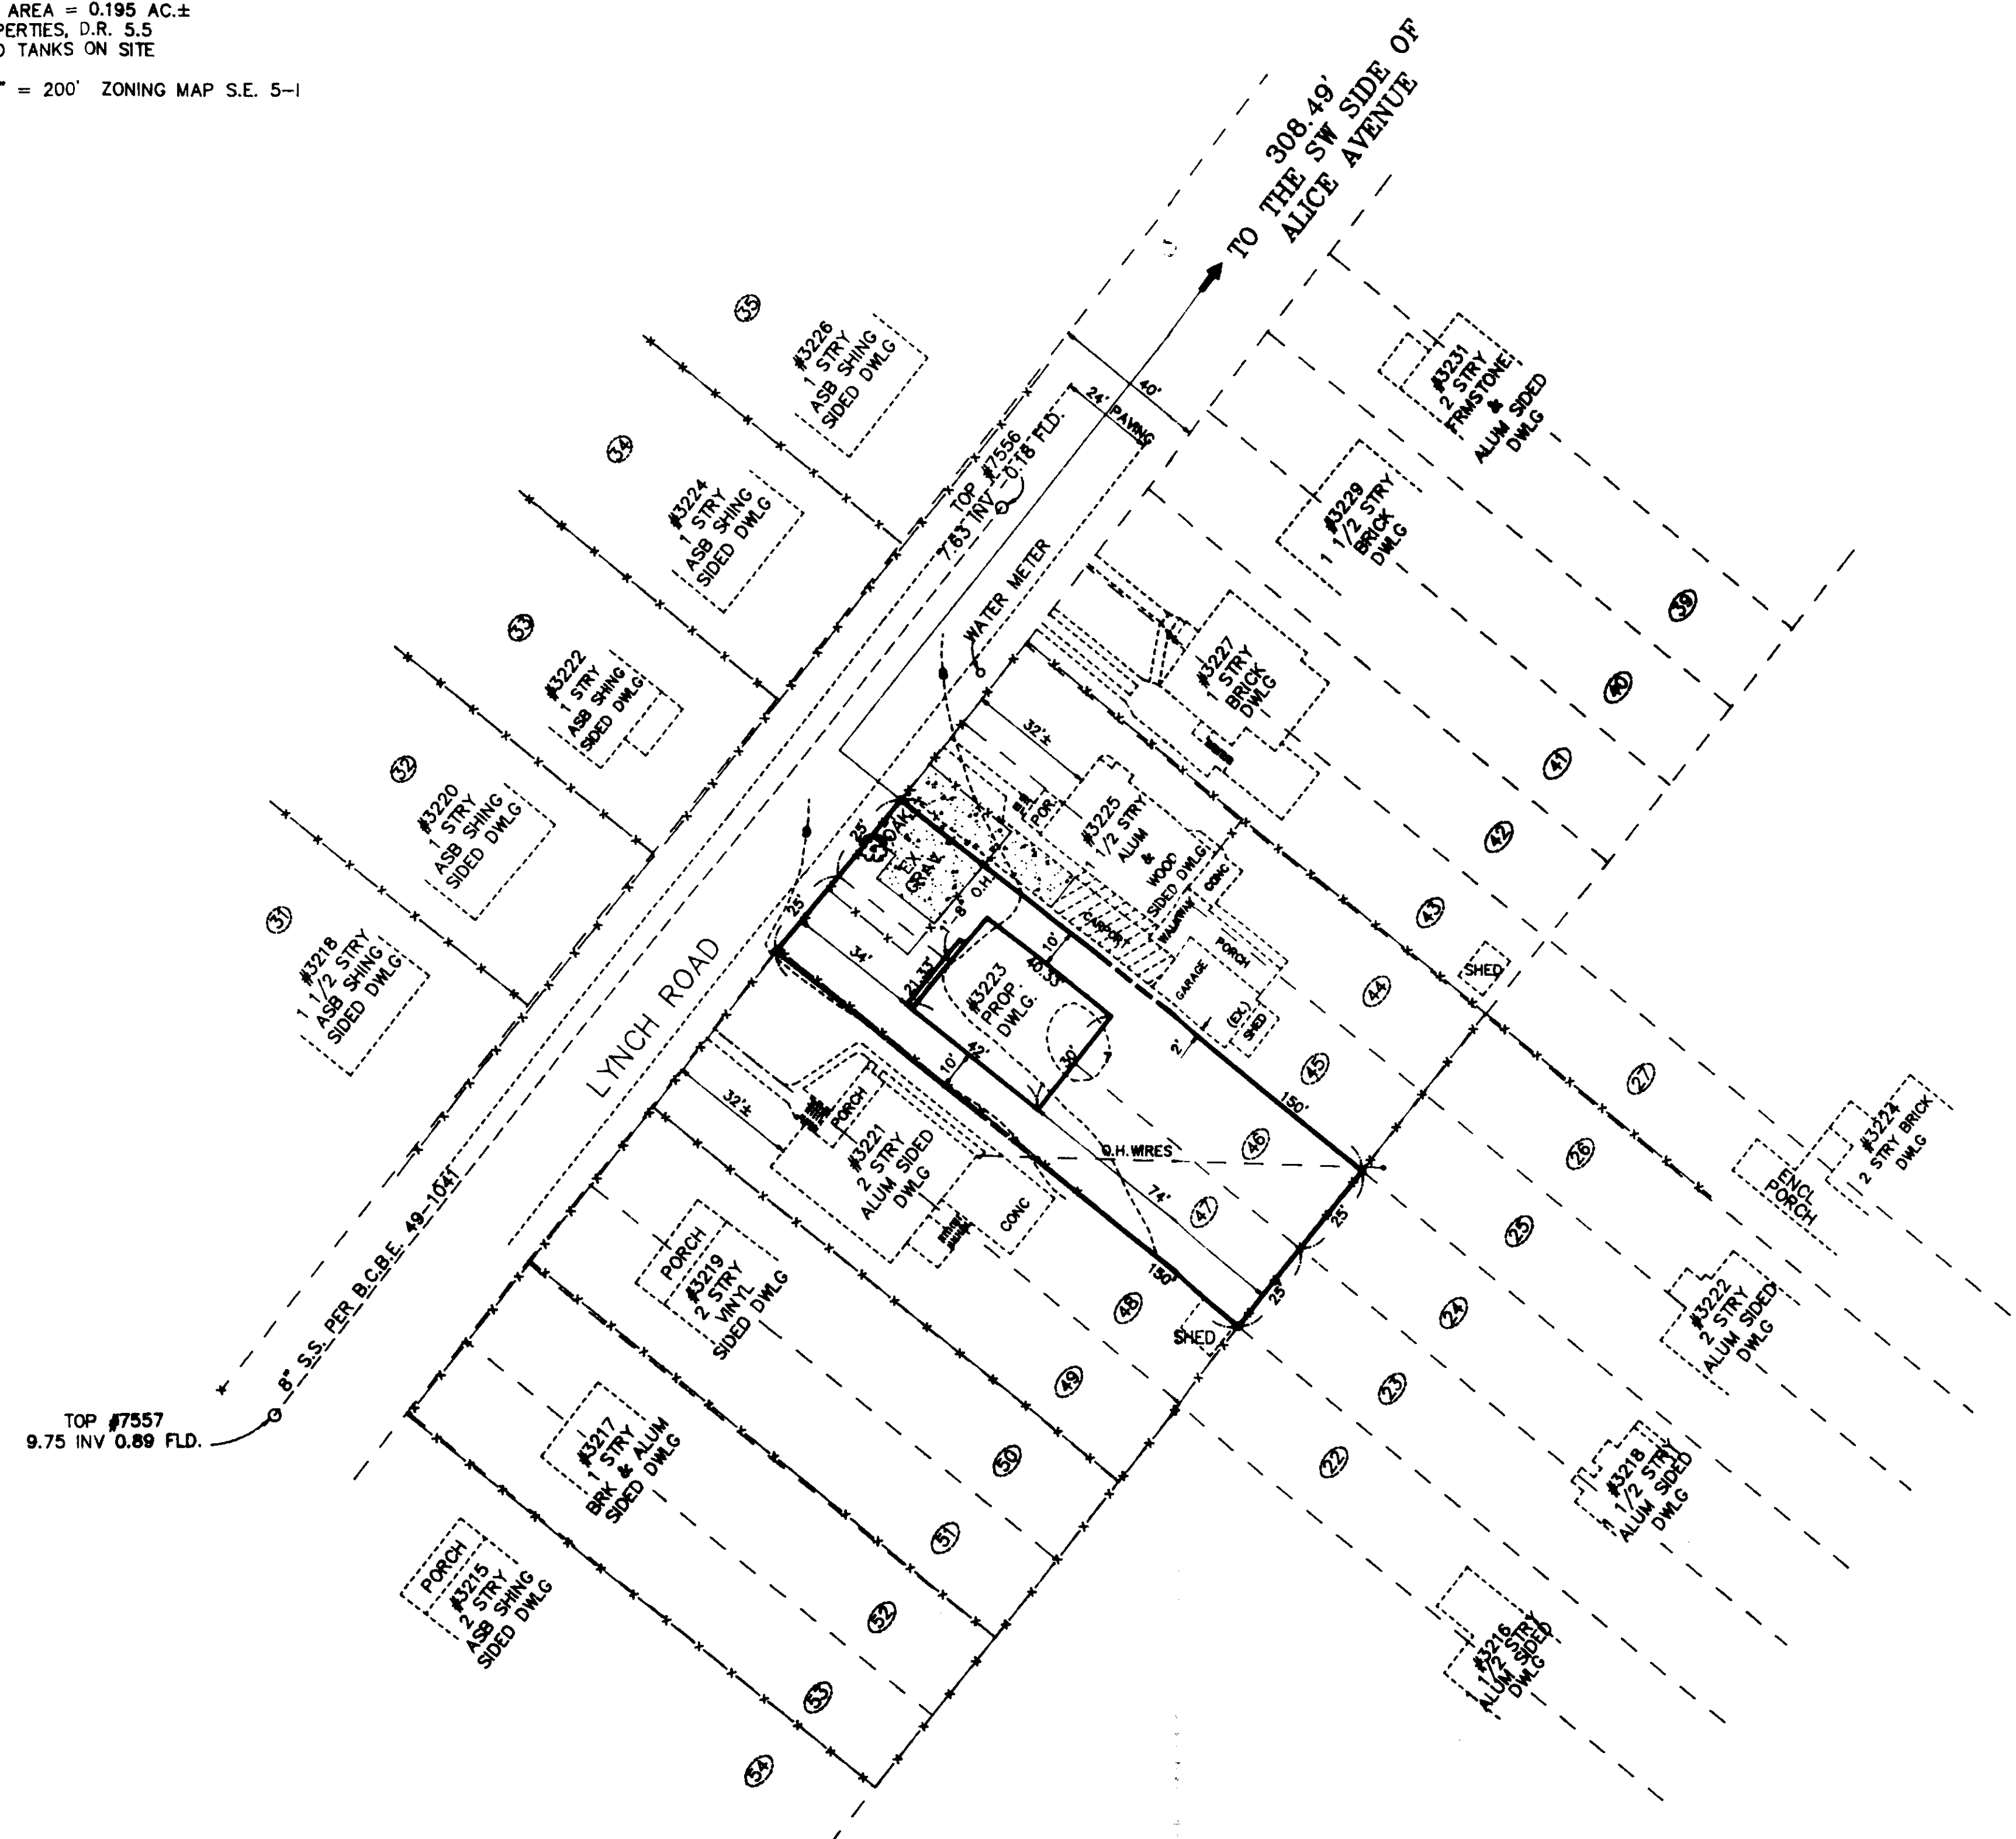 AREA = 0.195 AC.±
PERTIES, D.R. 5.5
TANKS ON SITE
= 200' ZONING MAP S.E. 5-I
308.49'
TO THE SW SIDE OF
ALICE AVENUE
35
#3226
1 STRY
ASB SHING
SIDED DWLG
34
#3224
1 STRY
ASB SHING
SIDED DWLG
33
#3222
1 STRY
ASB SHING
SIDED DWLG
32
#3220
1 STRY
ASB SHING
SIDED DWLG
31
#3218
1 1/2 STRY
ASB SHING
SIDED DWLG
40'
24' PAVING
TOP #7556
7.63 INV -0.18 FLD.
WATER METER
LYNCH ROAD
8" S.S. PER B.C.B.E. 49-1041
TOP #7557
9.75 INV 0.89 FLD.
#3231
2 STRY
FRMSTONE
&
ALUM SIDED
DWLG
#3229
1 1/2 STRY
BRICK
DWLG
#3227
1 STRY
BRICK
DWLG
32'±
POR.
#3225
1 1/2 STRY
ALUM
&
WOOD
SIDED DWLG
CONC
WALKWAY
CARPORT
PORCH
GARAGE
(EX.)
SHED
2'
SHED
25'
OAK
EX
GRAV
25'
34'
1'-8" O.H.
21.33'
10'
40.33'
#3223
PROP.
DWLG.
42'
30'
10'
150'
O.H.WIRES
74'
25'
25'
150'
SHED
32'±
PORCH
#3221
2 STRY
ALUM SIDED
DWLG
CONC
PORCH
#3219
2 STRY
VINYL
SIDED DWLG
#3217
1 STRY
BRK & ALUM
SIDED DWLG
PORCH
#3215
2 STRY
ASB SHING
SIDED DWLG
39
40
41
42
43
44
45
46
47
48
49
50
51
52
53
54
27
26
25
24
23
22
#3224
2 STRY BRICK
DWLG
ENCL
PORCH
#3222
2 STRY
ALUM SIDED
DWLG
#3218
1 1/2 STRY
ALUM SIDED
DWLG
#3216
1 1/2 STRY
ALUM SIDED
DWLG